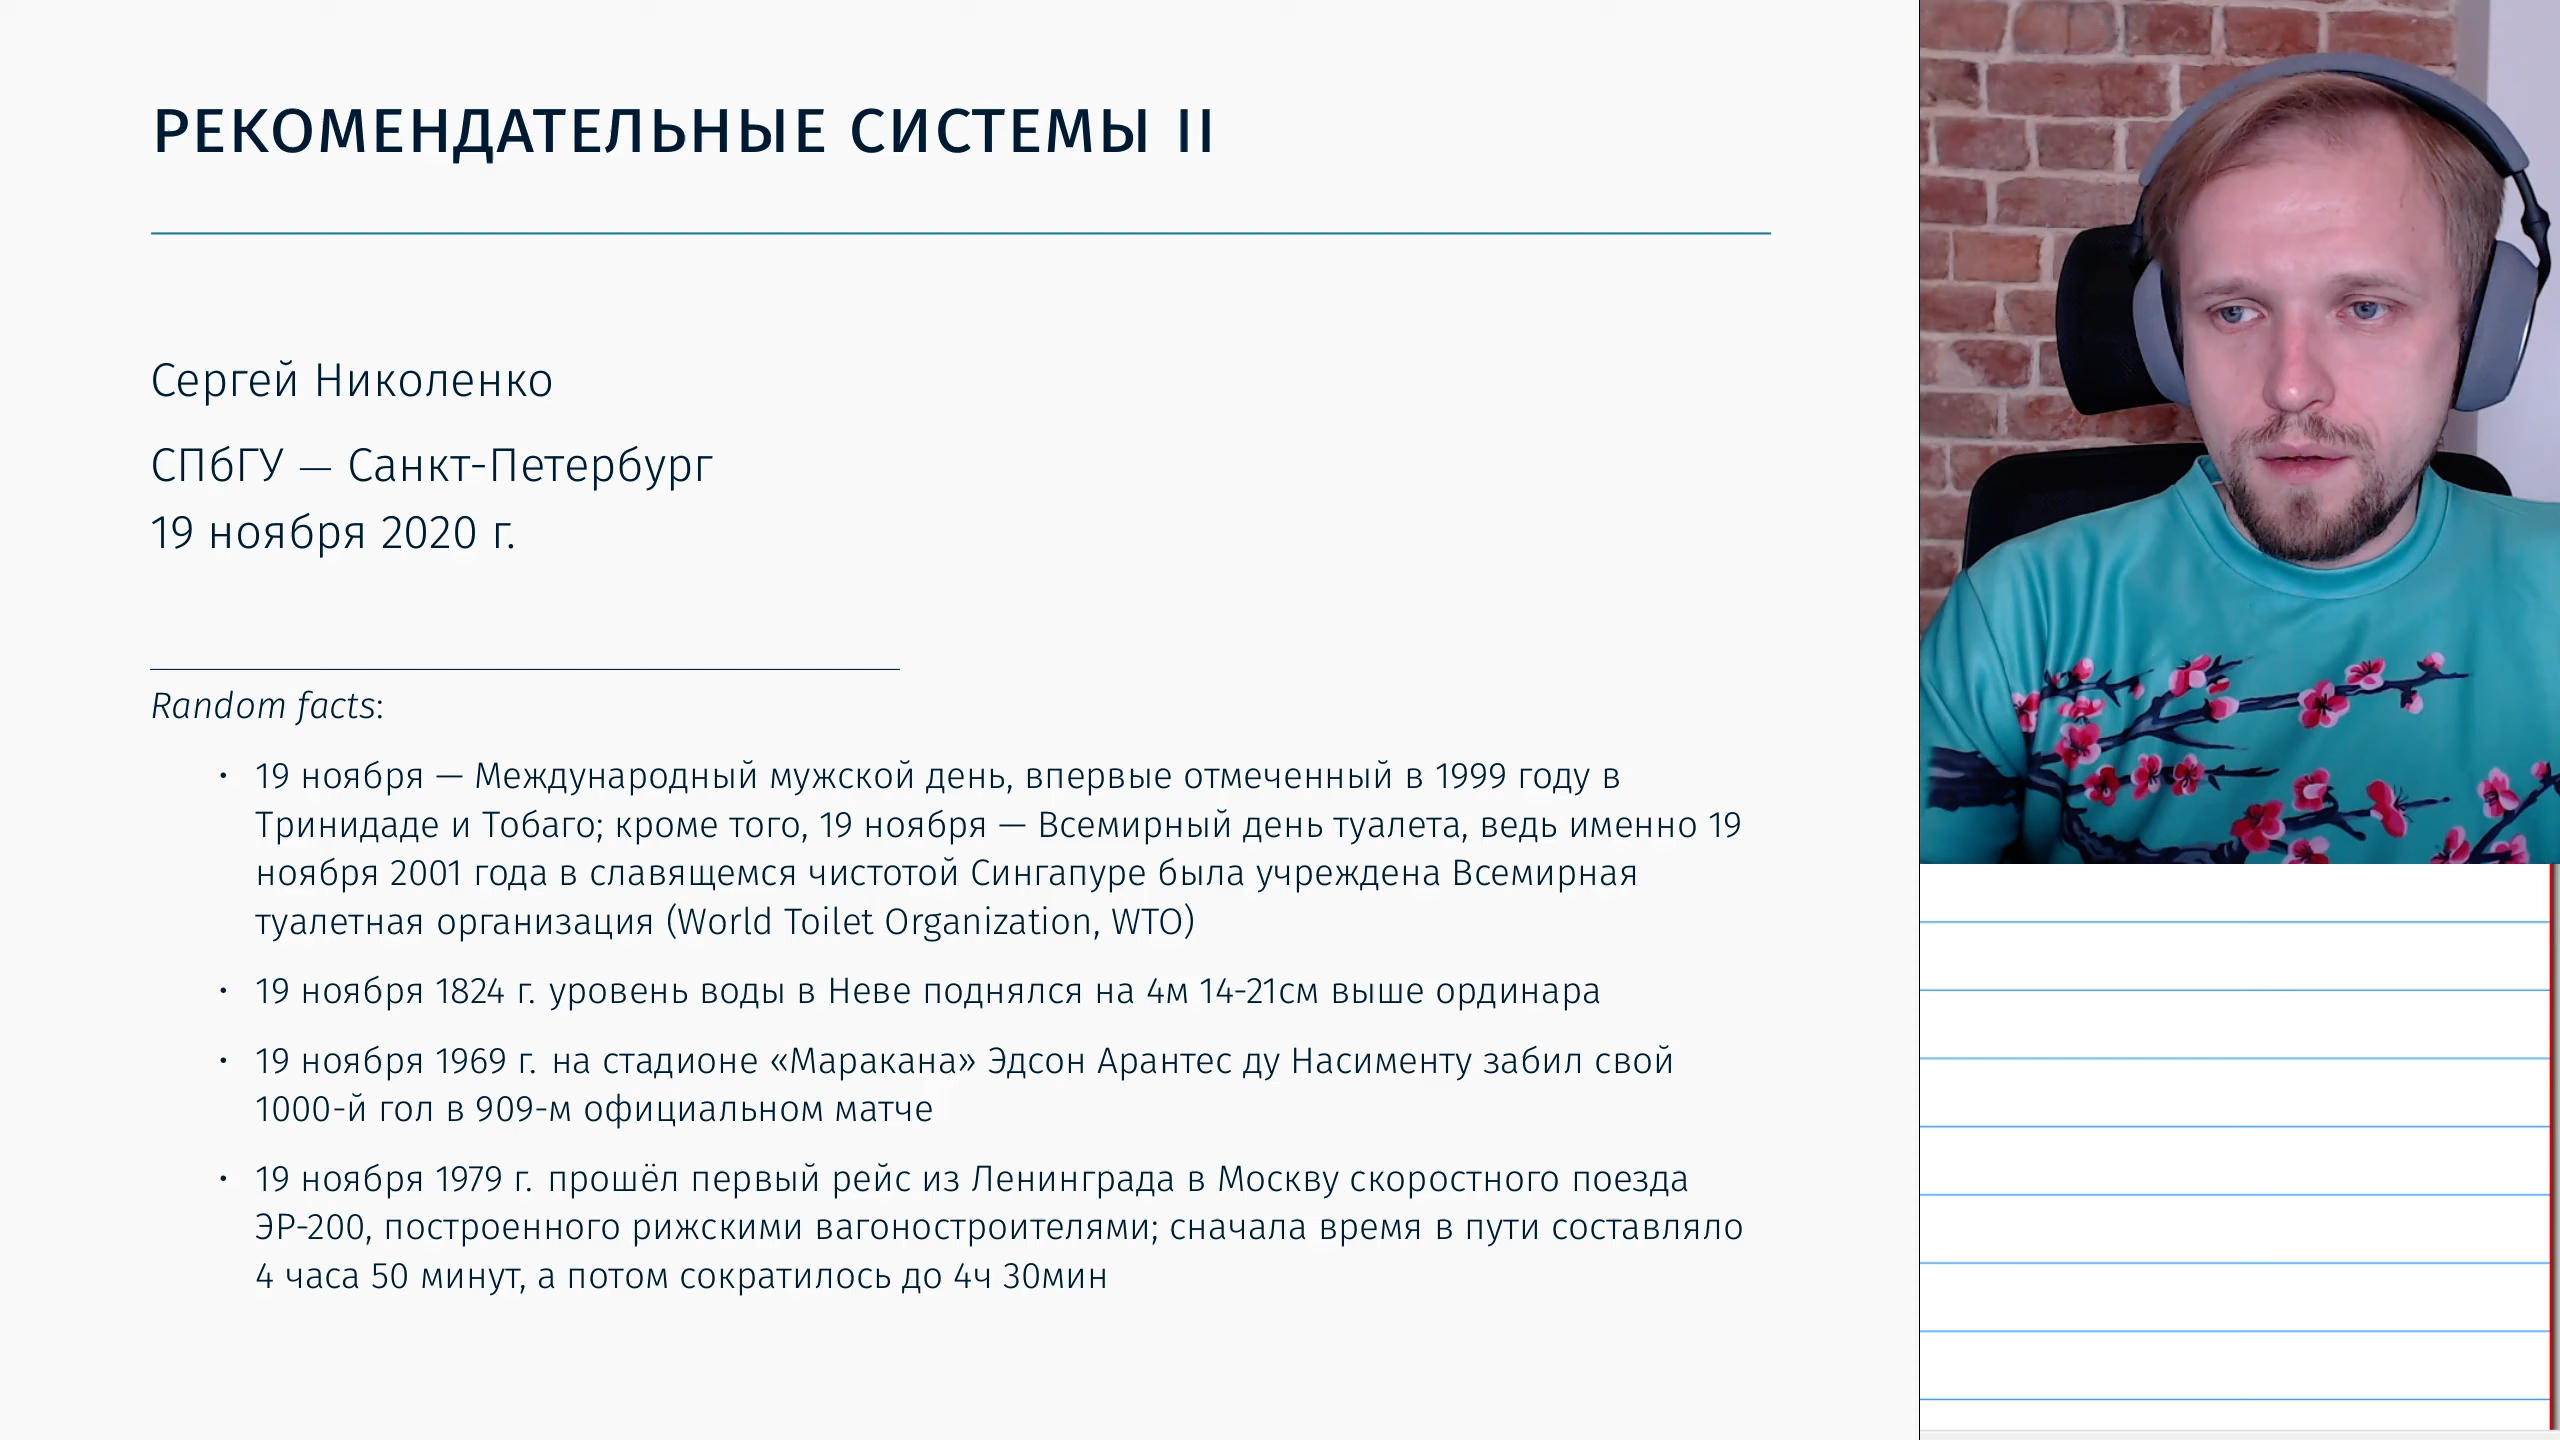 РЕКОМЕНДАТЕЛЬНЫЕ СИСТЕМЫ II
Сергей Николенко
СПбГУ — Санкт-Петербург
19 ноября 2020 г.
Random facts:
· 19 ноября — Международный мужской день, впервые отмеченный в 1999 году в
Тринидаде и Тобаго; кроме того, 19 ноября — Всемирный день туалета, ведь именно 19
ноября 2001 года в славящемся чистотой Сингапуре была учреждена Всемирная
туалетная организация (World Toilet Organization, WTO)
· 19 ноября 1824 г. уровень воды в Неве поднялся на 4м 14-21см выше ординара
· 19 ноября 1969 г. на стадионе «Маракана» Эдсон Арантес ду Насименту забил свой
1000-й гол в 909-м официальном матче
· 19 ноября 1979 г. прошёл первый рейс из Ленинграда в Москву скоростного поезда
ЭР-200, построенного рижскими вагоностроителями; сначала время в пути составляло
4 часа 50 минут, а потом сократилось до 4ч 30мин